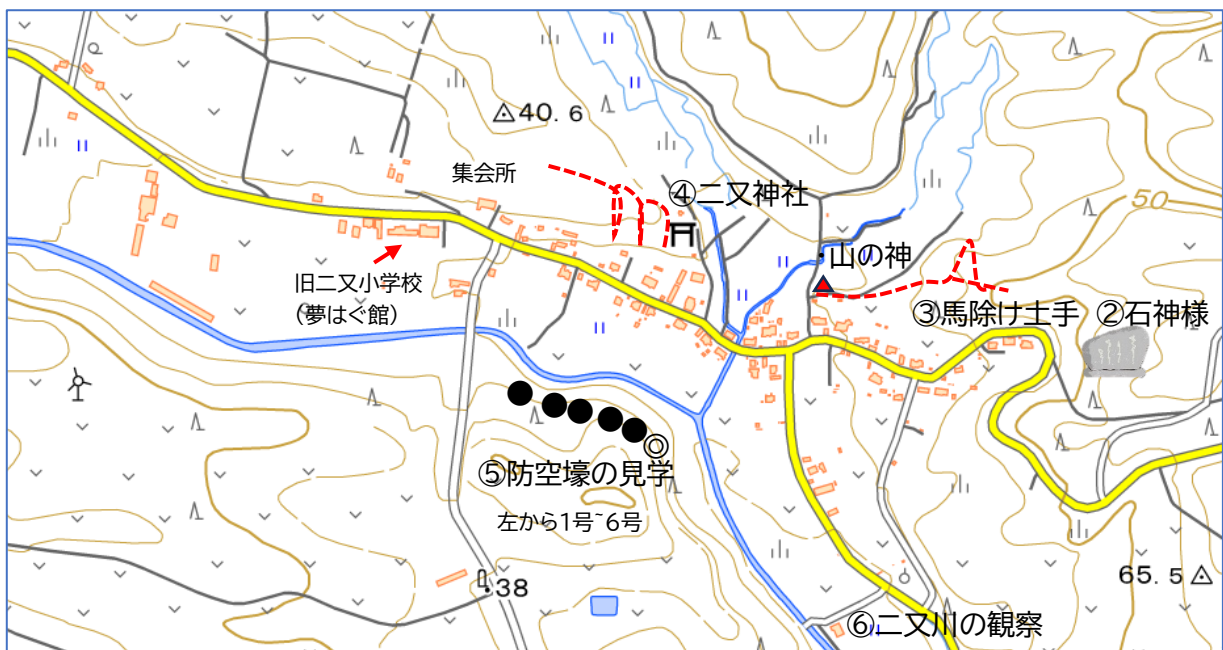 40.6
集会所
④二又神社
50
山の神
旧二又小学校
(夢はぐ館)
③馬除け土手
②石神様
⑤防空壕の見学
左から1号~6号
38
65.5
⑥二又川の観察